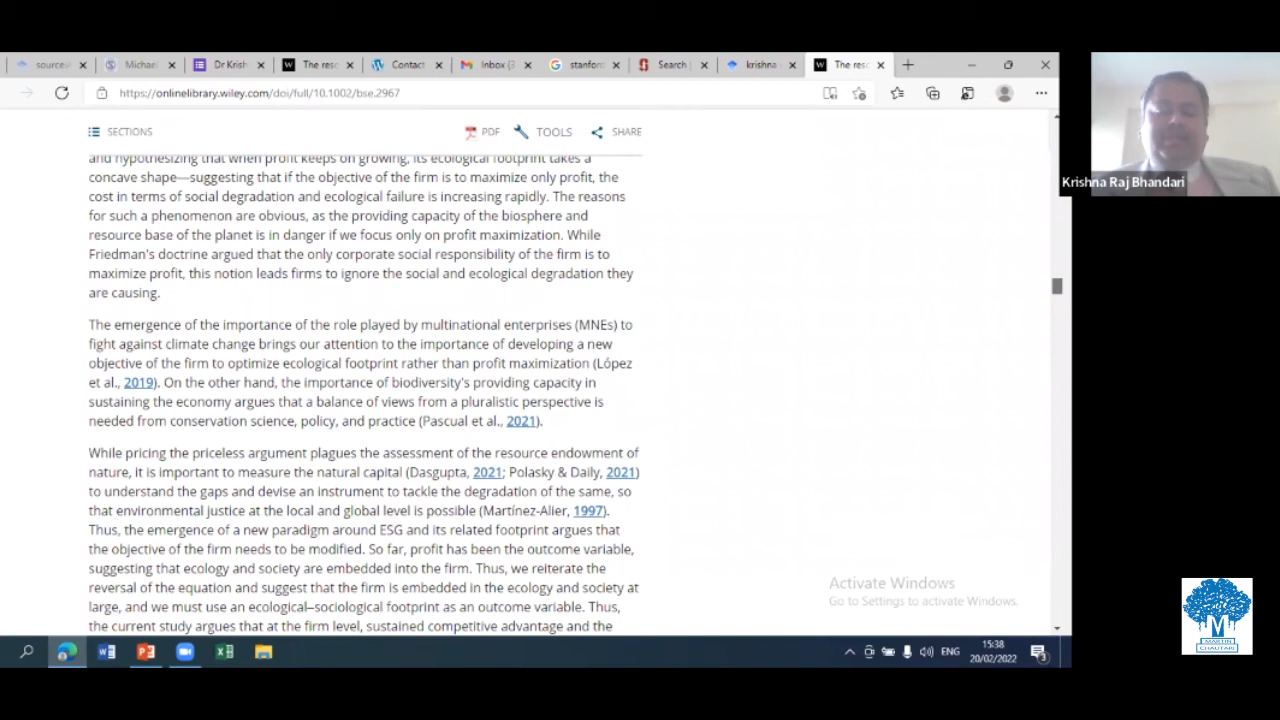 source
Michael
Dr Krish
The reso
Contact
Inbox (3
stanford
Search |
krishna
The reso
https://onlinelibrary.wiley.com/doi/full/10.1002/bse.2967
SECTIONS
PDF
TOOLS
SHARE
and hypothesizing that when profit keeps on growing, its ecological footprint takes a
concave shape—suggesting that if the objective of the firm is to maximize only profit, the
cost in terms of social degradation and ecological failure is increasing rapidly. The reasons
for such a phenomenon are obvious, as the providing capacity of the biosphere and
resource base of the planet is in danger if we focus only on profit maximization. While
Friedman's doctrine argued that the only corporate social responsibility of the firm is to
maximize profit, this notion leads firms to ignore the social and ecological degradation they
are causing.
The emergence of the importance of the role played by multinational enterprises (MNEs) to
fight against climate change brings our attention to the importance of developing a new
objective of the firm to optimize ecological footprint rather than profit maximization (López
et al., 2019). On the other hand, the importance of biodiversity's providing capacity in
sustaining the economy argues that a balance of views from a pluralistic perspective is
needed from conservation science, policy, and practice (Pascual et al., 2021).
While pricing the priceless argument plagues the assessment of the resource endowment of
nature, it is important to measure the natural capital (Dasgupta, 2021; Polasky & Daily, 2021)
to understand the gaps and devise an instrument to tackle the degradation of the same, so
that environmental justice at the local and global level is possible (Martínez-Alier, 1997).
Thus, the emergence of a new paradigm around ESG and its related footprint argues that
the objective of the firm needs to be modified. So far, profit has been the outcome variable,
suggesting that ecology and society are embedded into the firm. Thus, we reiterate the
reversal of the equation and suggest that the firm is embedded in the ecology and society at
large, and we must use an ecological–sociological footprint as an outcome variable. Thus,
the current study argues that at the firm level, sustained competitive advantage and the
Activate Windows
Go to Settings to activate Windows.
ENG
15:38
20/02/2022
3
Krishna Raj Bhandari
M
MARTIN
CHAUTARI